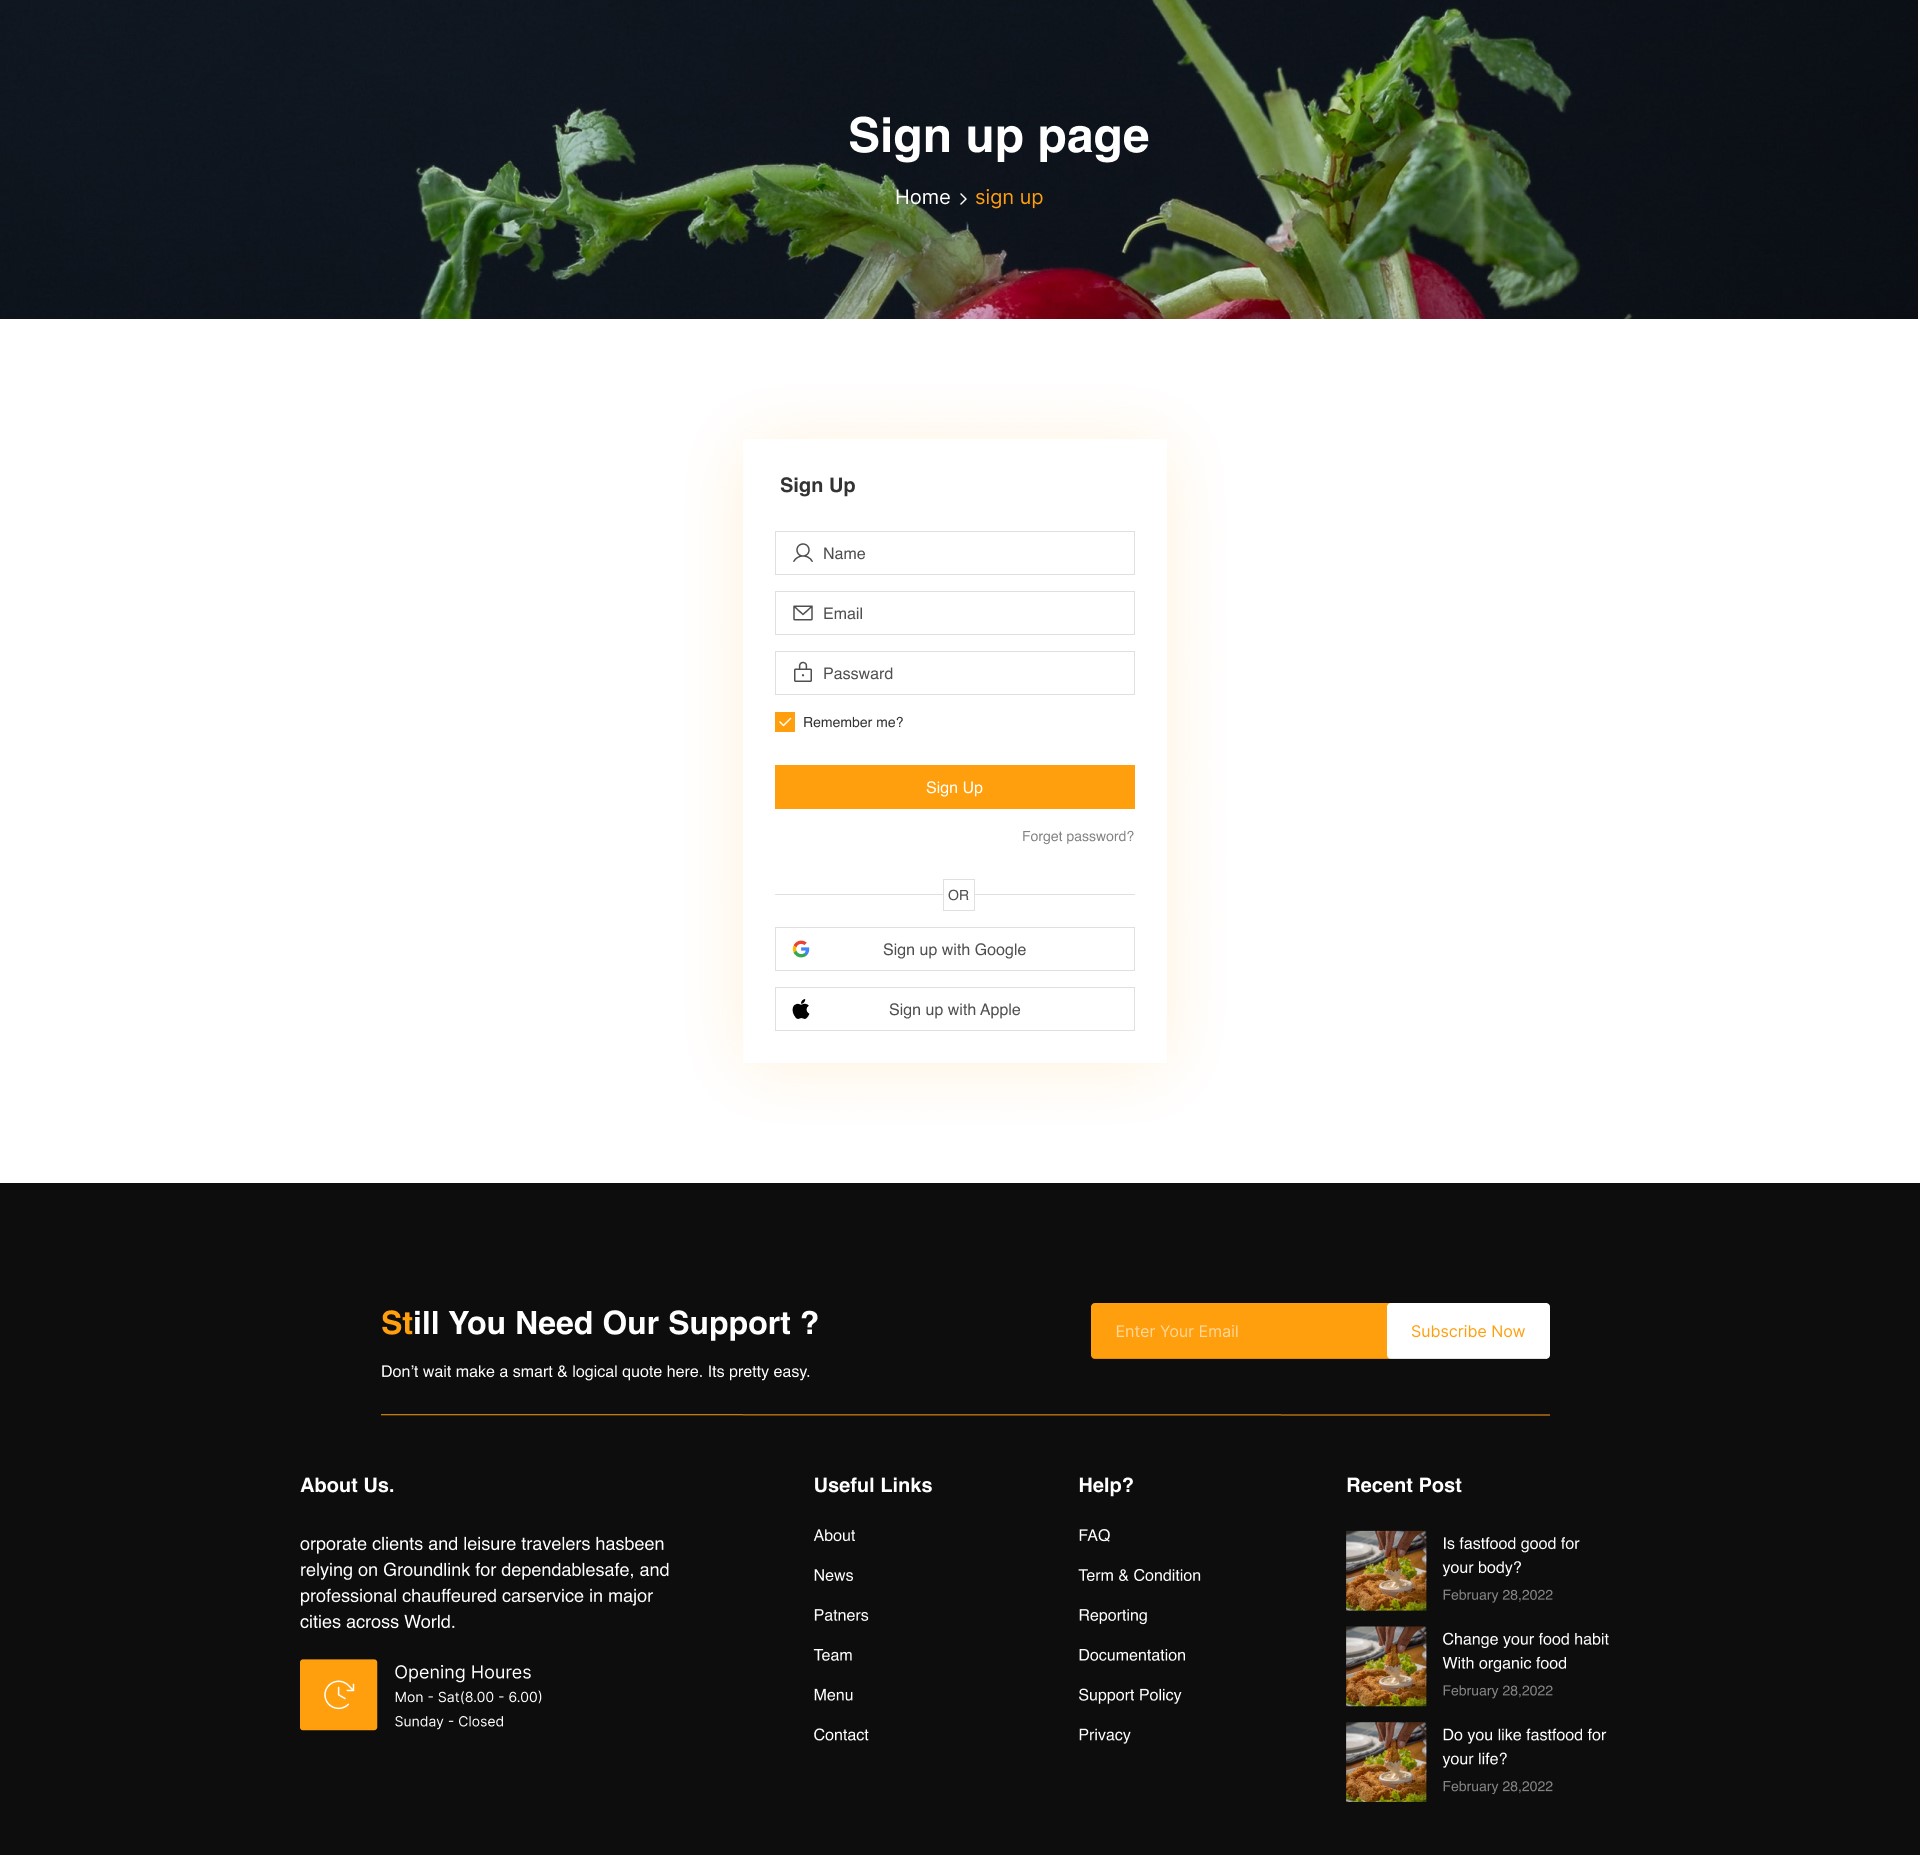 Sign up page
Home > sign up
Sign Up
Name
Email
Passward
Remember me?
Sign Up
Forget password?
OR
Sign up with Google
Sign up with Apple
Still You Need Our Support ?
Don’t wait make a smart & logical quote here. Its pretty easy.
Enter Your Email
Subscribe Now
About Us.
orporate clients and leisure travelers hasbeen
relying on Groundlink for dependablesafe, and
professional chauffeured carservice in major
cities across World.
Opening Houres
Mon - Sat(8.00 - 6.00)
Sunday - Closed
Useful Links
About
News
Patners
Team
Menu
Contact
Help?
FAQ
Term & Condition
Reporting
Documentation
Support Policy
Privacy
Recent Post
Is fastfood good for
your body?
February 28,2022
Change your food habit
With organic food
February 28,2022
Do you like fastfood for
your life?
February 28,2022